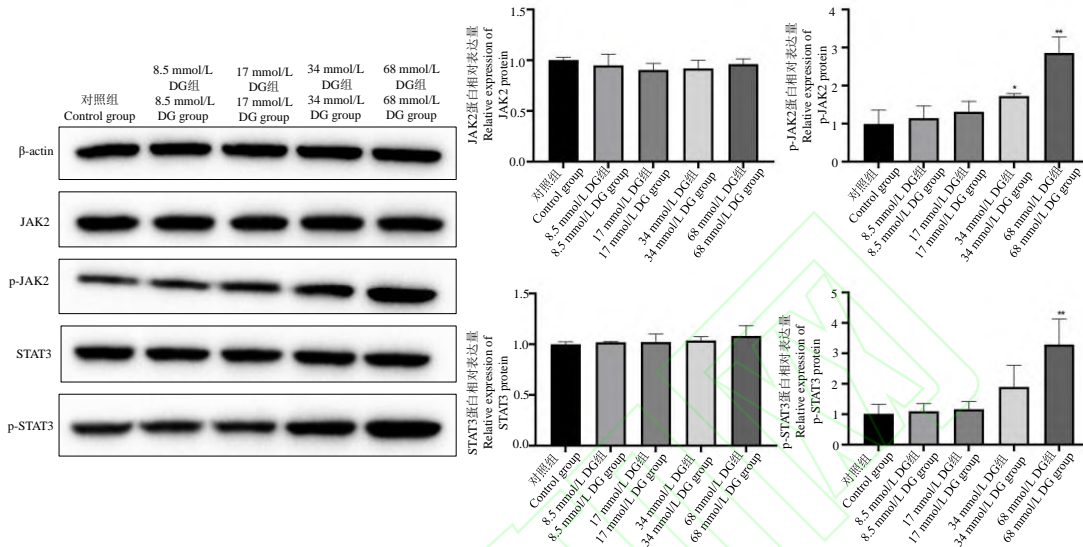 对照组
Control group
8.5 mmol/L
DG组
8.5 mmol/L
DG group
17 mmol/L
DG组
17 mmol/L
DG group
34 mmol/L
DG组
34 mmol/L
DG group
68 mmol/L
DG组
68 mmol/L
DG group
β-actin
JAK2
p-JAK2
STAT3
p-STAT3
JAK2蛋白相对表达量
Relative expression of
JAK2 protein
1.5
1.0
0.5
0.0
对照组
Control group
8.5 mmol/L DG组
8.5 mmol/L DG group
17 mmol/L DG组
17 mmol/L DG group
34 mmol/L DG组
34 mmol/L DG group
68 mmol/L DG组
68 mmol/L DG group
p-JAK2蛋白相对表达量
Relative expression of
p-JAK2 protein
4
3
2
1
0
*
**
对照组
Control group
8.5 mmol/L DG组
8.5 mmol/L DG group
17 mmol/L DG组
17 mmol/L DG group
34 mmol/L DG组
34 mmol/L DG group
68 mmol/L DG组
68 mmol/L DG group
STAT3蛋白相对表达量
Relative expression of
STAT3 protein
1.5
1.0
0.5
0.0
对照组
Control group
8.5 mmol/L DG组
8.5 mmol/L DG group
17 mmol/L DG组
17 mmol/L DG group
34 mmol/L DG组
34 mmol/L DG group
68 mmol/L DG组
68 mmol/L DG group
p-STAT3蛋白相对表达量
Relative expression of
p-STAT3 protein
5
4
3
2
1
0
**
对照组
Control group
8.5 mmol/L DG组
8.5 mmol/L DG group
17 mmol/L DG组
17 mmol/L DG group
34 mmol/L DG组
34 mmol/L DG group
68 mmol/L DG组
68 mmol/L DG group